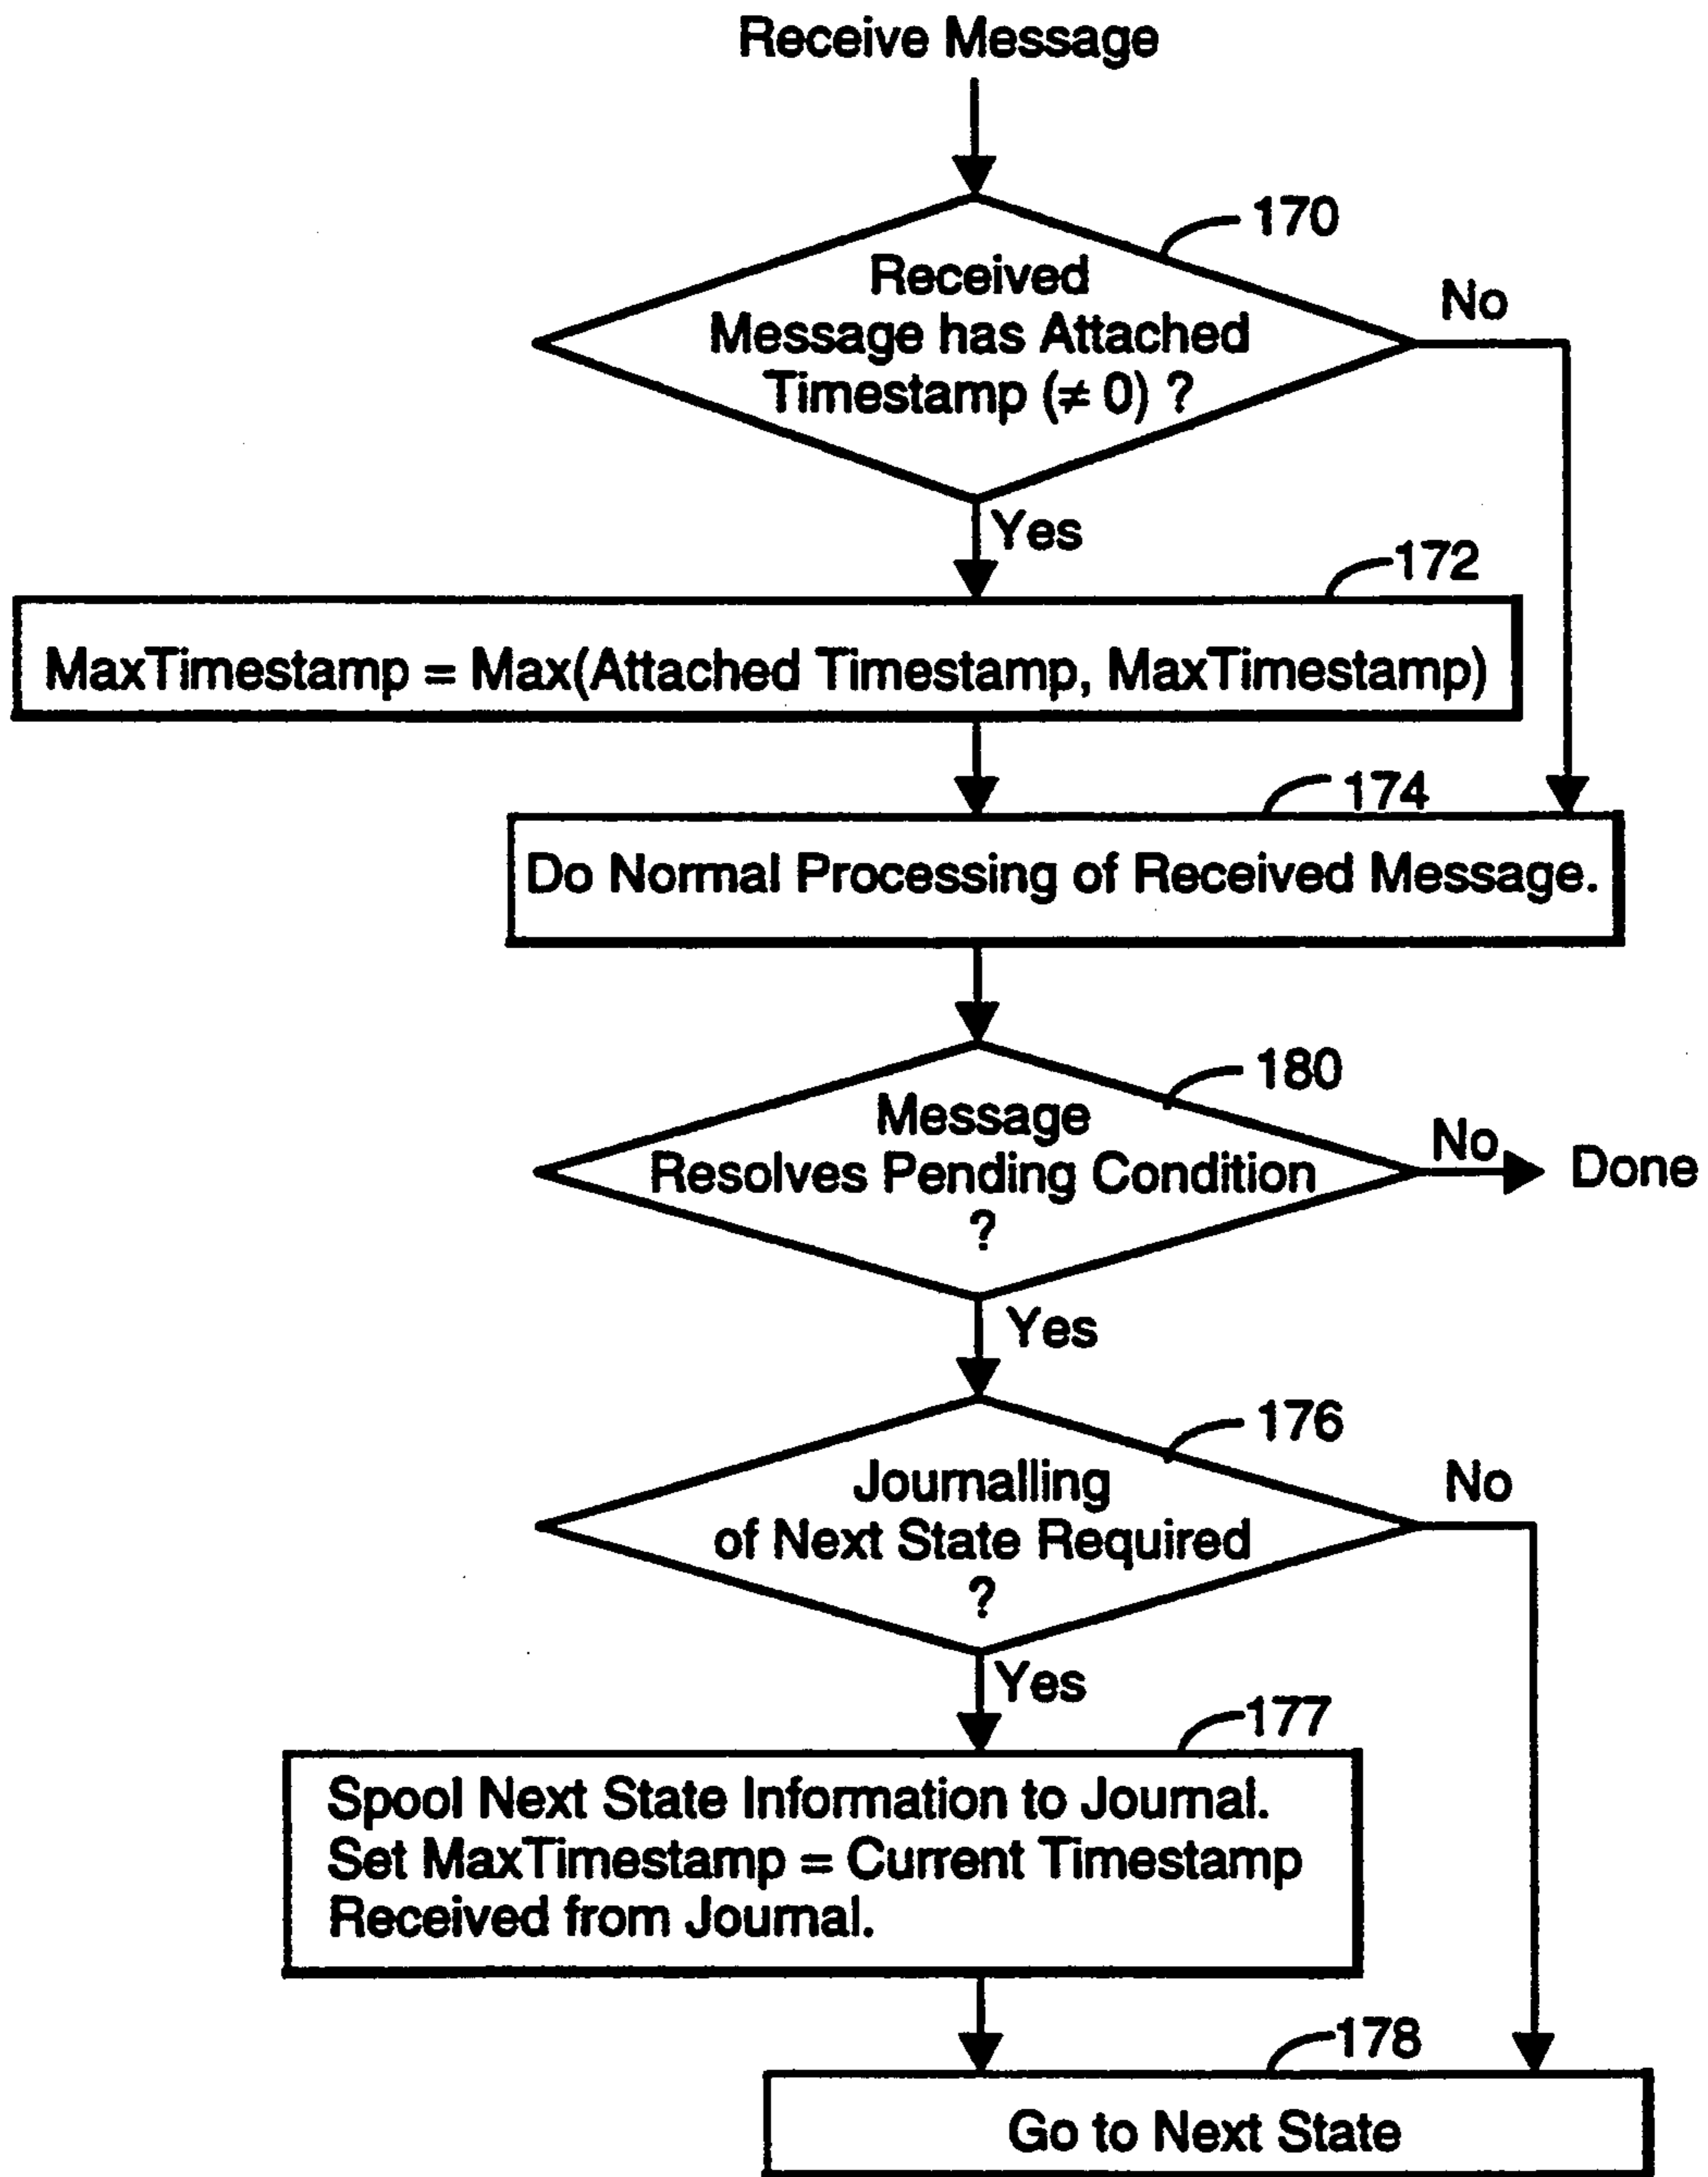 Receive Message
170
Received
Message has Attached
Timestamp (≠ 0) ?
No
Yes
172
MaxTimestamp = Max(Attached Timestamp, MaxTimestamp)
174
Do Normal Processing of Received Message.
180
Message
Resolves Pending Condition
?
No
Done
Yes
176
Journalling
of Next State Required
?
No
Yes
177
Spool Next State Information to Journal.
Set MaxTimestamp = Current Timestamp
Received from Journal.
178
Go to Next State